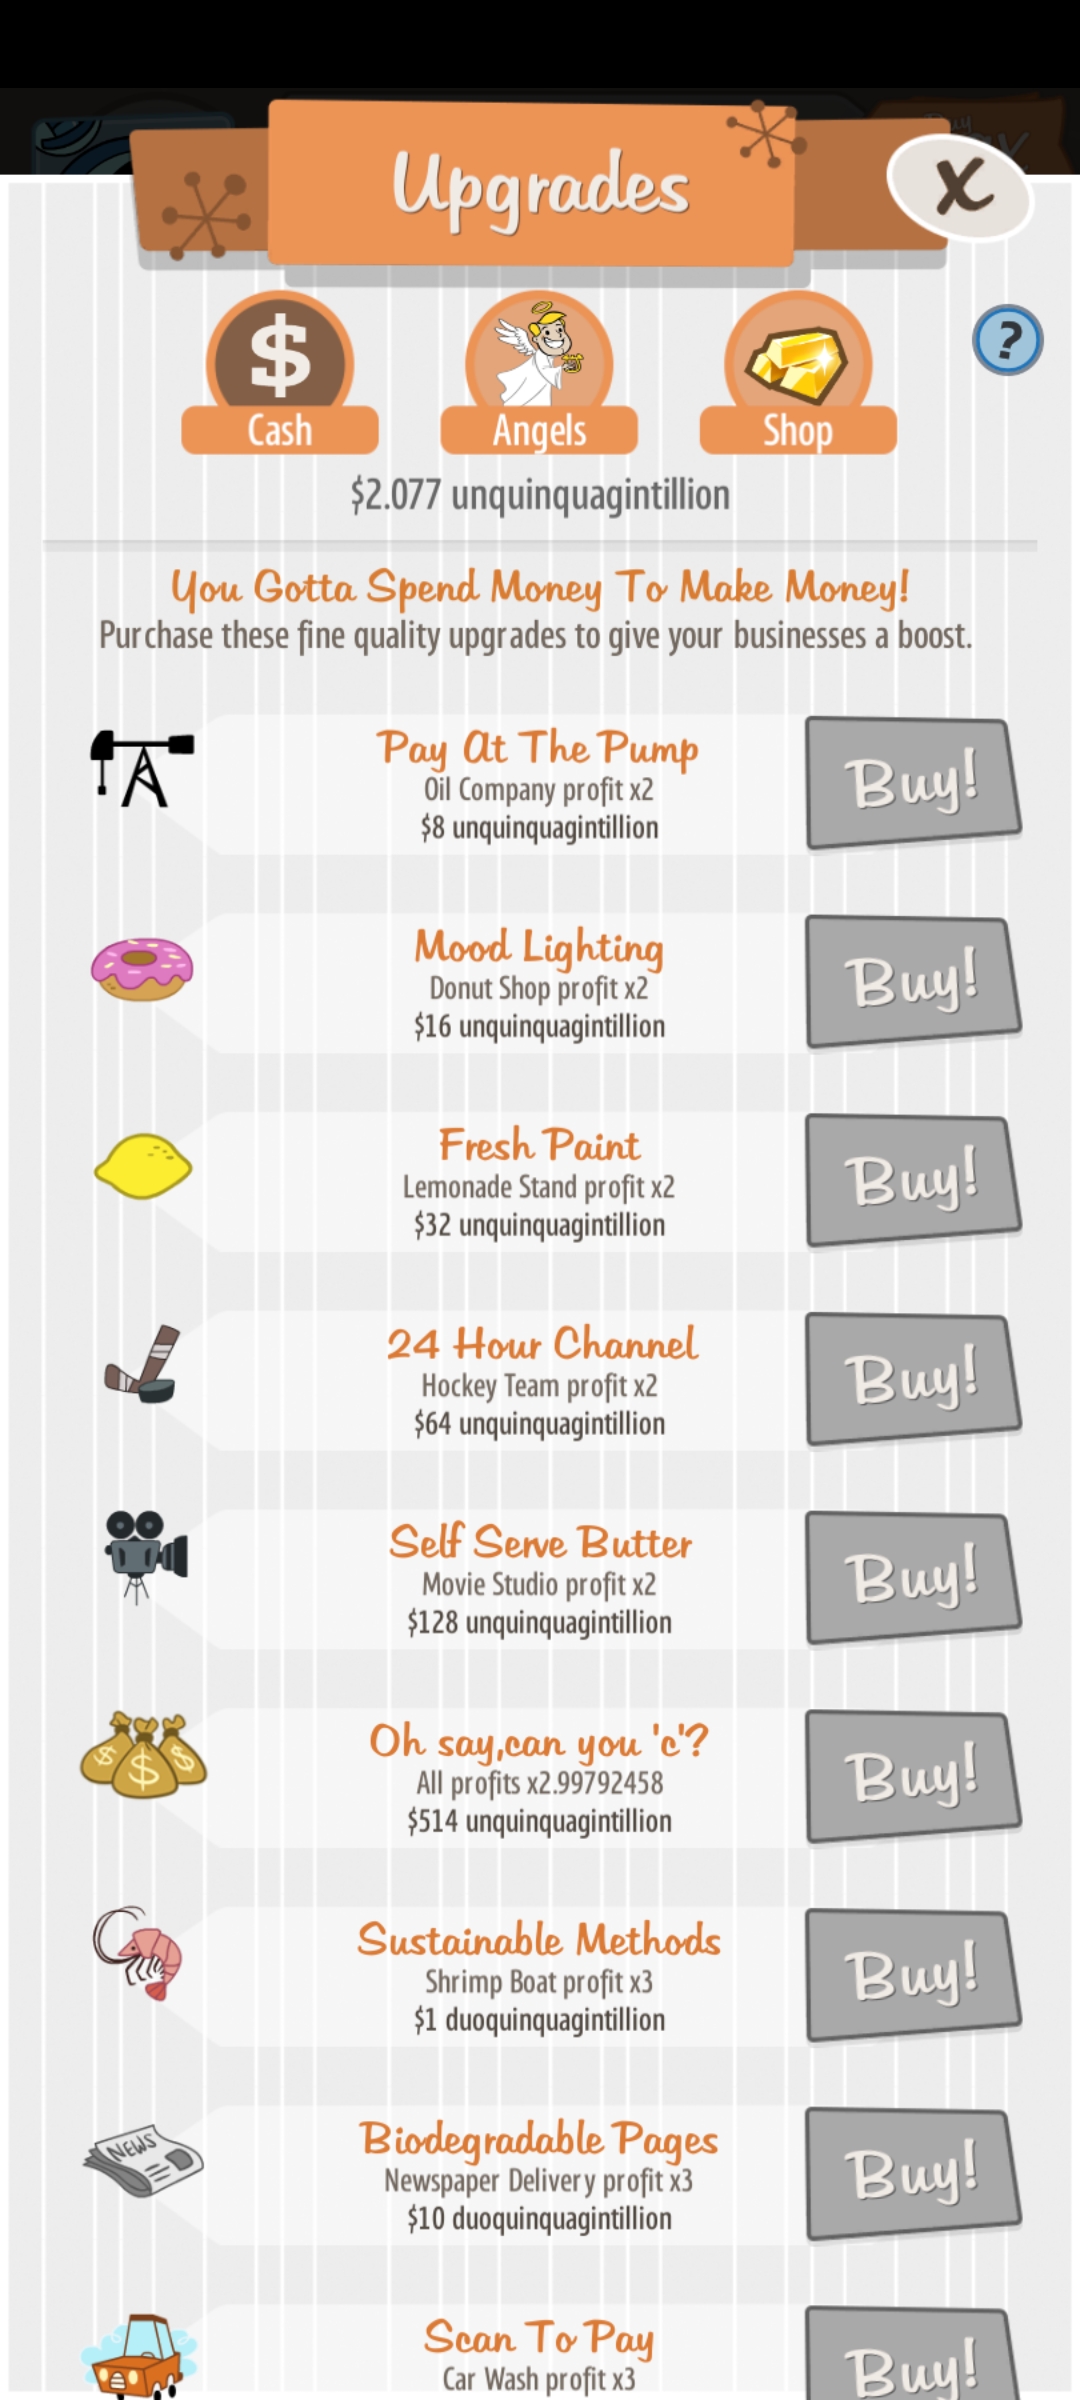 Upgrades
X
$
?
Cash
Angels
Shop
$2.077 unquinquagintillion
You Gotta Spend Money To Make Money!
Purchase these fine quality upgrades to give your businesses a boost.
Pay At The Pump
Oil Company profit x2
$8 unquinquagintillion
Buy!
Mood Lighting
Donut Shop profit x2
$16 unquinquagintillion
Buy!
Fresh Paint
Lemonade Stand profit x2
$32 unquinquagintillion
Buy!
24 Hour Channel
Hockey Team profit x2
$64 unquinquagintillion
Buy!
Self Serve Butter
Movie Studio profit x2
$128 unquinquagintillion
Buy!
$ $ $
Oh say,can you 'c'?
All profits x2.99792458
$514 unquinquagintillion
Buy!
Sustainable Methods
Shrimp Boat profit x3
$1 duoquinquagintillion
Buy!
NEWS
Biodegradable Pages
Newspaper Delivery profit x3
$10 duoquinquagintillion
Buy!
Scan To Pay
Car Wash profit x3
Buy!